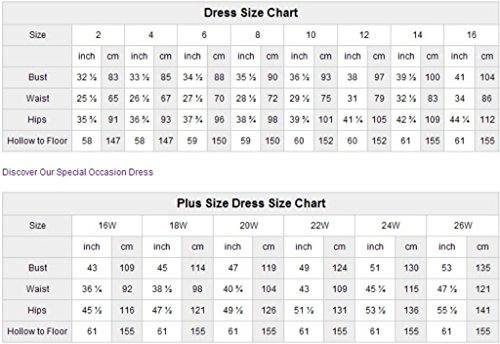 Dress Size Chart
Size 2 4 6 8 10 12 14 16
inch cm inch cm inch cm inch cm inch cm inch cm inch cm inch cm
Bust 32 ½ 83 33 ½ 85 34 ½ 88 35 ½ 90 36 ½ 93 38 97 39 ½ 100 41 104
Waist 25 ½ 65 26 ½ 67 27 ½ 70 28 ½ 72 29 ½ 75 31 79 32 ½ 83 34 86
Hips 35 ¾ 91 36 ¾ 93 37 ¾ 96 38 ¾ 98 39 ¾ 101 41 ¼ 105 42 ¾ 109 44 ¼ 112
Hollow to Floor 58 147 58 147 59 150 59 150 60 152 60 152 61 155 61 155
Discover Our Special Occasion Dress
Plus Size Dress Size Chart
Size 16W 18W 20W 22W 24W 26W
inch cm inch cm inch cm inch cm inch cm inch cm
Bust 43 109 45 114 47 119 49 124 51 130 53 135
Waist 36 ¼ 92 38 ½ 98 40 ¾ 104 43 109 45 ¼ 115 47 ½ 121
Hips 45 ½ 116 47 ½ 121 49 ½ 126 51 ½ 131 53 ½ 136 55 ½ 141
Hollow to Floor 61 155 61 155 61 155 61 155 61 155 61 155